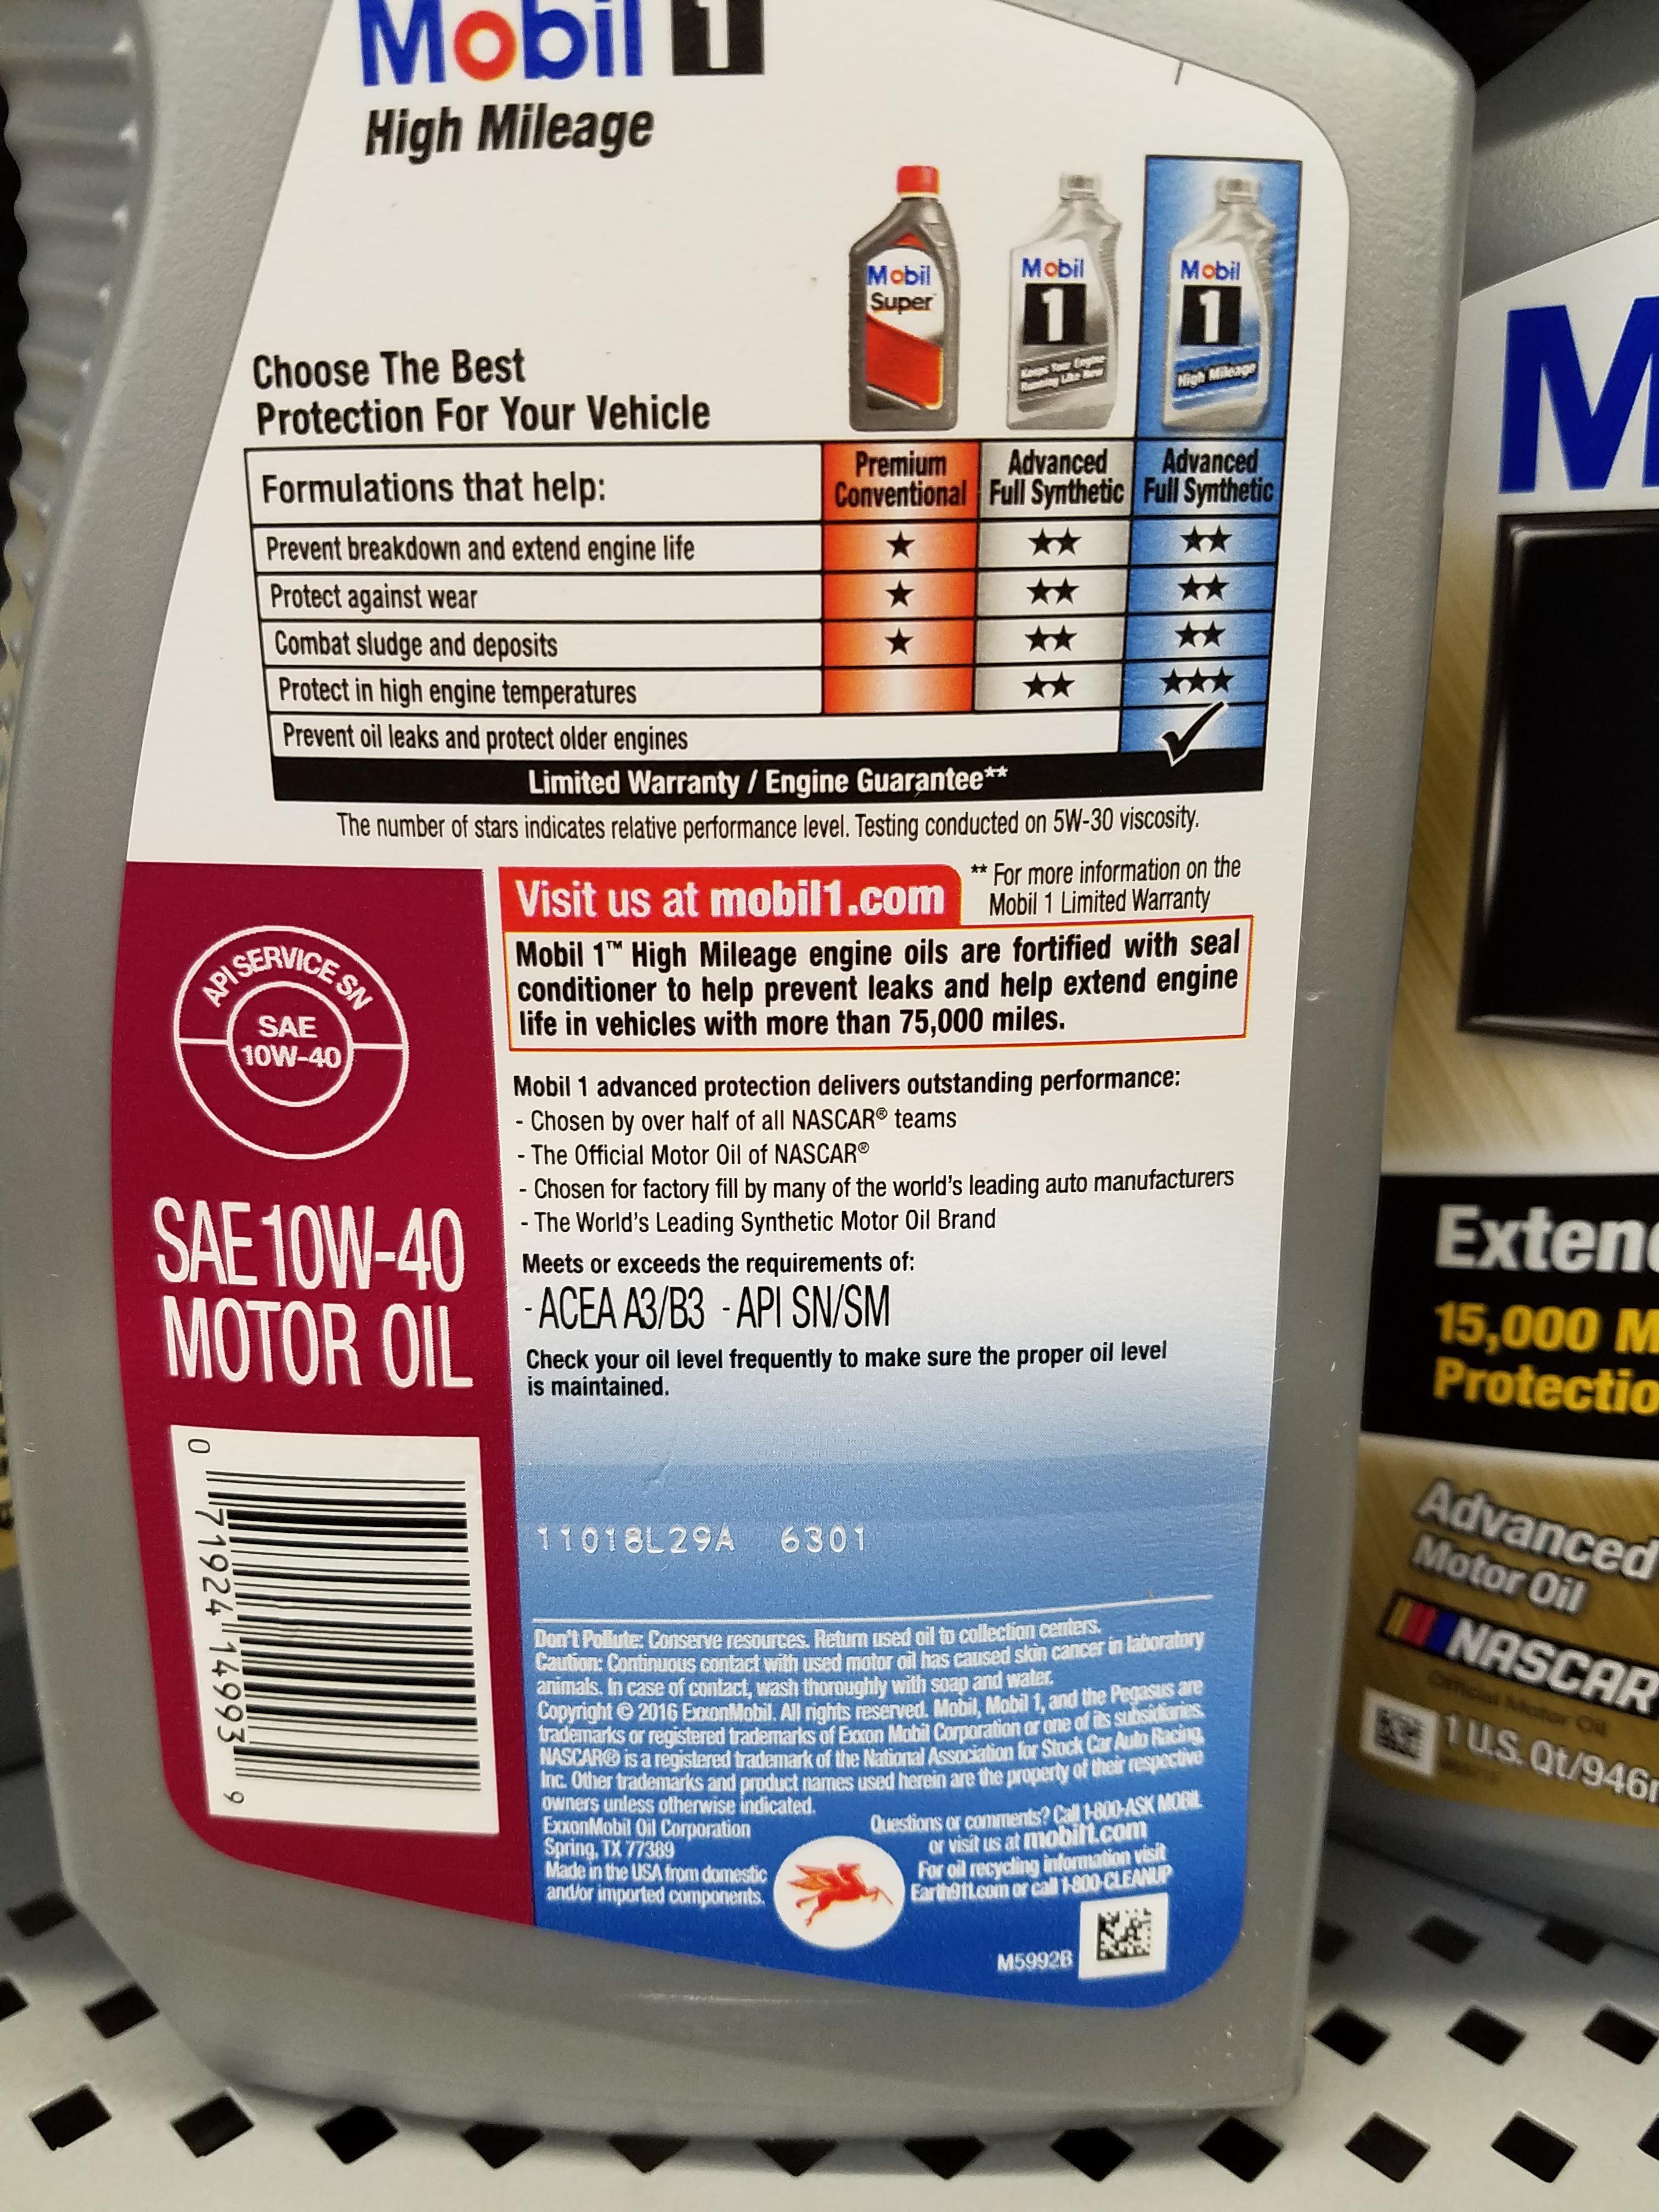 Mobil 1
High Mileage
Mobil
Super™
Mobil
1
Keeps Your Engine
Running Like New
Mobil
1
High Mileage
Choose The Best
Protection For Your Vehicle
Formulations that help:
Premium
Conventional
Advanced
Full Synthetic
Advanced
Full Synthetic
Prevent breakdown and extend engine life ★ ★★ ★★
Protect against wear ★ ★★ ★★
Combat sludge and deposits ★ ★★ ★★
Protect in high engine temperatures ★★ ★★★
Prevent oil leaks and protect older engines ✓
Limited Warranty / Engine Guarantee**
The number of stars indicates relative performance level. Testing conducted on 5W-30 viscosity.
Visit us at mobil1.com
** For more information on the
Mobil 1 Limited Warranty
Mobil 1™ High Mileage engine oils are fortified with seal
conditioner to help prevent leaks and help extend engine
life in vehicles with more than 75,000 miles.
API SERVICE SN
SAE
10W-40
Mobil 1 advanced protection delivers outstanding performance:
- Chosen by over half of all NASCAR® teams
- The Official Motor Oil of NASCAR®
- Chosen for factory fill by many of the world's leading auto manufacturers
- The World's Leading Synthetic Motor Oil Brand
SAE 10W-40
MOTOR OIL
Meets or exceeds the requirements of:
- ACEA A3/B3 - API SN/SM
Check your oil level frequently to make sure the proper oil level
is maintained.
0 71924 14993 9
11018L29A 6301
Don't Pollute: Conserve resources. Return used oil to collection centers.
Caution: Continuous contact with used motor oil has caused skin cancer in laboratory
animals. In case of contact, wash thoroughly with soap and water.
Copyright © 2016 ExxonMobil. All rights reserved. Mobil, Mobil 1, and the Pegasus are
trademarks or registered trademarks of Exxon Mobil Corporation or one of its subsidiaries.
NASCAR® is a registered trademark of the National Association for Stock Car Auto Racing,
Inc. Other trademarks and product names used herein are the property of their respective
owners unless otherwise indicated.
ExxonMobil Oil Corporation
Spring, TX 77389
Made in the USA from domestic
and/or imported components.
Questions or comments? Call 1-800-ASK MOBIL
or visit us at mobil1.com
For oil recycling information visit
Earth911.com or call 1-800-CLEANUP
M5992B
M
Exten
15,000 M
Protectio
Advanced
Motor Oil
NASCAR
Official Motor Oil
1 U.S. Qt/946m